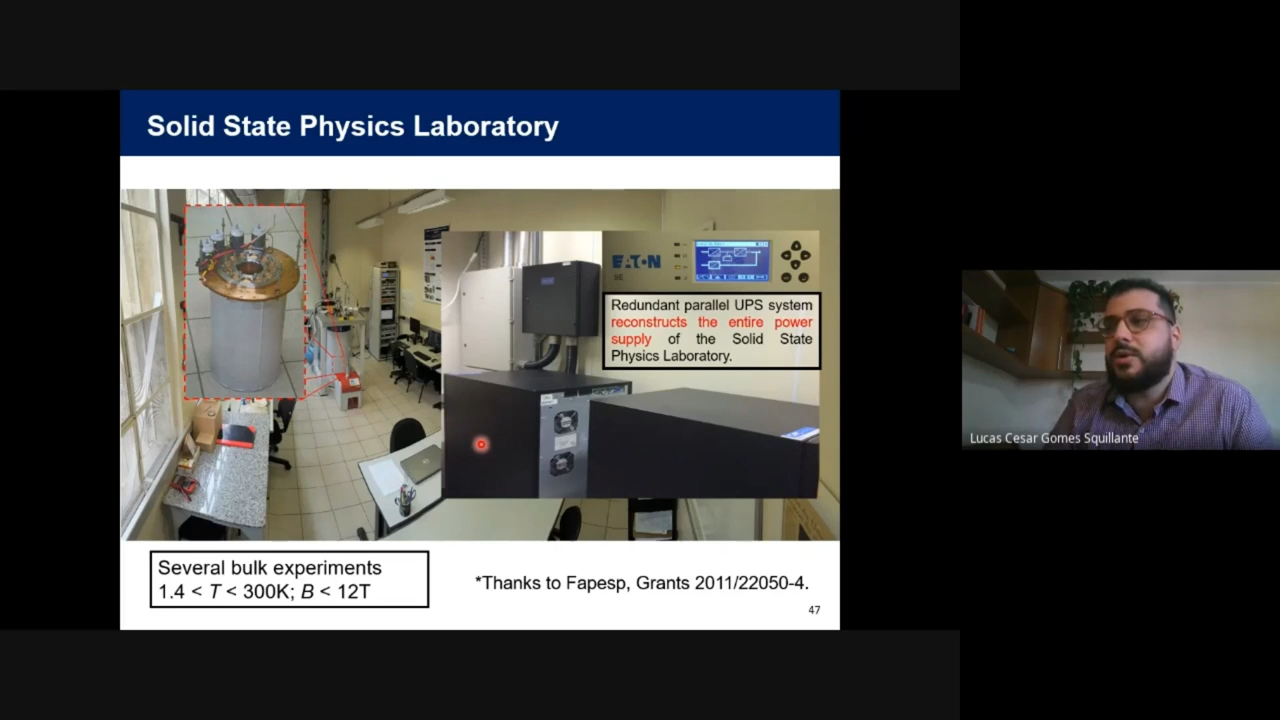 Solid State Physics Laboratory
EATON
9E
Redundant parallel UPS system
reconstructs the entire power
supply of the Solid State
Physics Laboratory.
Several bulk experiments
1.4 < T < 300K; B < 12T
*Thanks to Fapesp, Grants 2011/22050-4.
47
Lucas Cesar Gomes Squillante